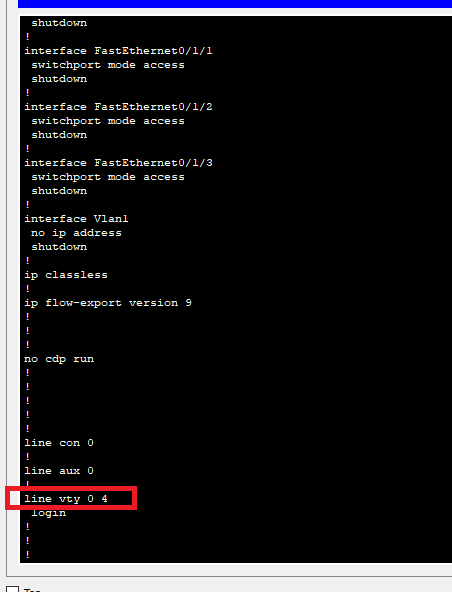 shutdown
!
interface FastEthernet0/1/1
switchport mode access
shutdown
!
interface FastEthernet0/1/2
switchport mode access
shutdown
!
interface FastEthernet0/1/3
switchport mode access
shutdown
!
interface Vlan1
no ip address
shutdown
!
ip classless
!
ip flow-export version 9
!
!
!
no cdp run
!
!
!
!
!
line con 0
!
line aux 0
!
line vty 0 4
login
!
!
!